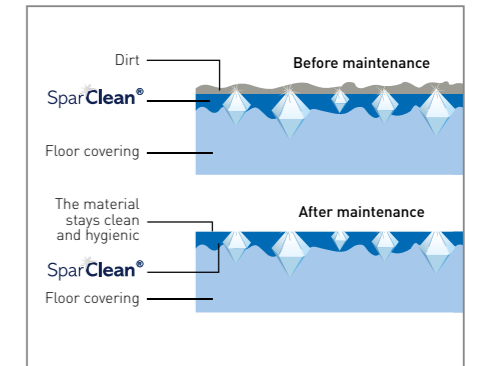 Dirt
Before maintenance
SparClean®
Floor covering
The material
stays clean
and hygienic
After maintenance
SparClean®
Floor covering